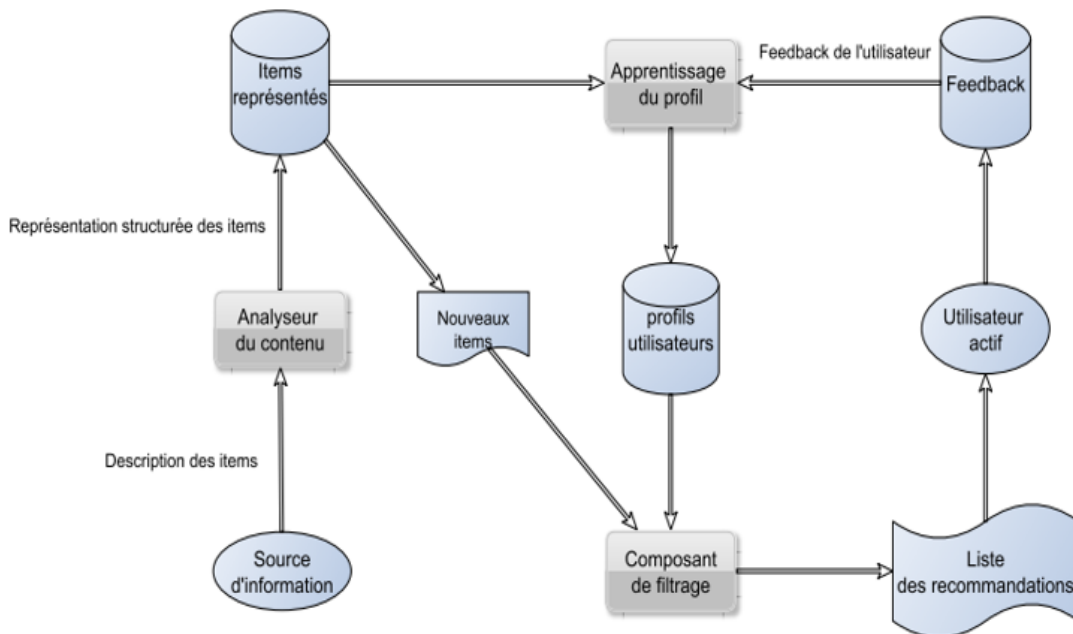 Items
représentés
Apprentissage
du profil
Feedback de l'utilisateur
Feedback
Représentation structurée des items
Analyseur
du contenu
Nouveaux
items
profils
utilisateurs
Utilisateur
actif
Description des items
Source
d'information
Composant
de filtrage
Liste
des recommandations